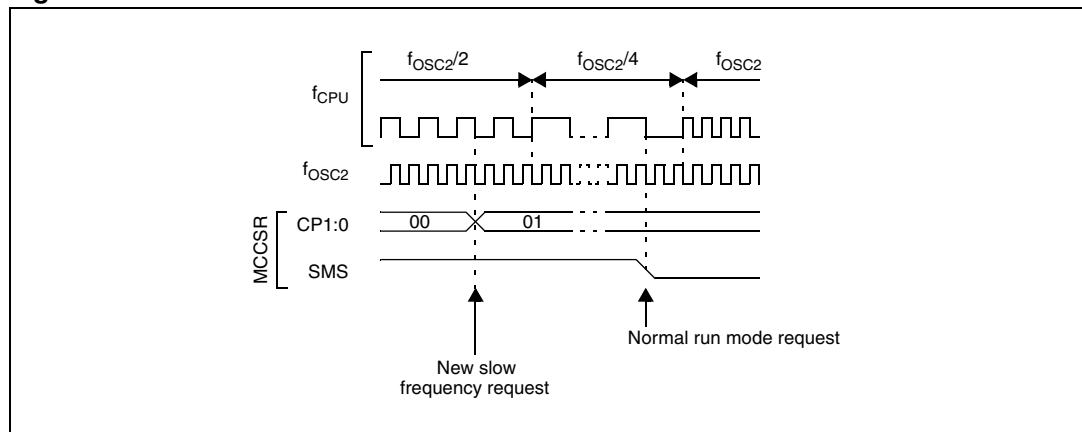 fOSC2/2 fOSC2/4 fOSC2
fCPU
fOSC2
MCCSR
CP1:0 00 01
SMS
Normal run mode request
New slow
frequency request